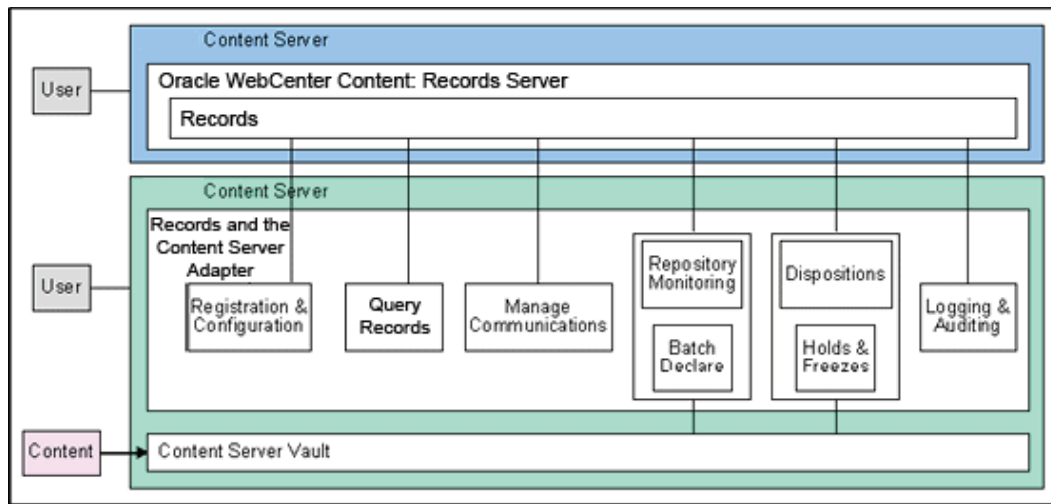 Content Server
User
Oracle WebCenter Content: Records Server
Records
Content Server
User
Records and the
Content Server
Adapter
Registration &
Configuration
Query
Records
Manage
Communications
Repository
Monitoring
Batch
Declare
Dispositions
Holds &
Freezes
Logging &
Auditing
Content
Content Server Vault